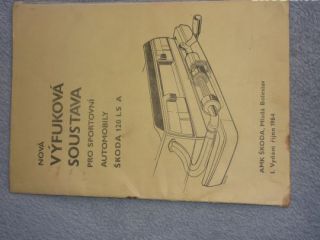 NOVÁ
VÝFUKOVÁ
SOUSTAVA
PRO SPORTOVNÍ
AUTOMOBILY
ŠKODA 120 LS A
AMK ŠKODA, Mladá Boleslav
I. Vydání říjen 1984